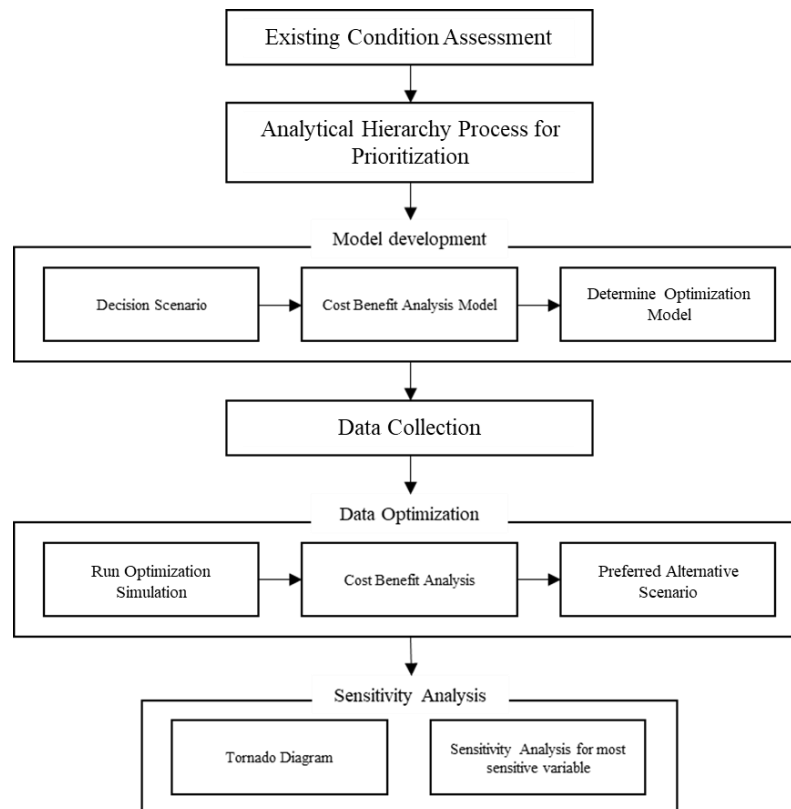 Existing Condition Assessment
Analytical Hierarchy Process for
Prioritization
Model development
Decision Scenario
Cost Benefit Analysis Model
Determine Optimization
Model
Data Collection
Data Optimization
Run Optimization
Simulation
Cost Benefit Analysis
Preferred Alternative
Scenario
Sensitivity Analysis
Tornado Diagram
Sensitivity Analysis for most
sensitive variable